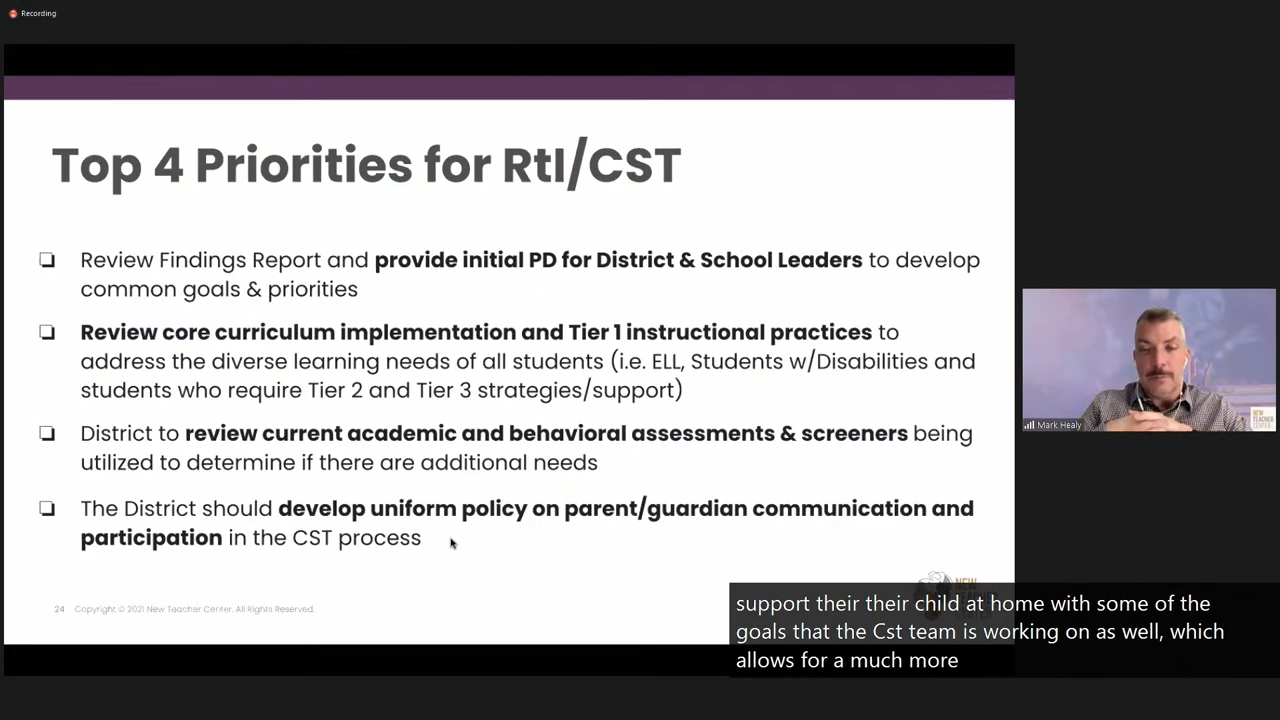 Recording
Top 4 Priorities for RtI/CST
❏ Review Findings Report and provide initial PD for District & School Leaders to develop
common goals & priorities
❏ Review core curriculum implementation and Tier 1 instructional practices to
address the diverse learning needs of all students (i.e. ELL, Students w/Disabilities and
students who require Tier 2 and Tier 3 strategies/support)
❏ District to review current academic and behavioral assessments & screeners being
utilized to determine if there are additional needs
❏ The District should develop uniform policy on parent/guardian communication and
participation in the CST process
24 Copyright © 2021 New Teacher Center. All Rights Reserved.
NEW
support their their child at home with some of the
goals that the Cst team is working on as well, which
allows for a much more
Mark Healy
NEW
TEACHER
CENTER